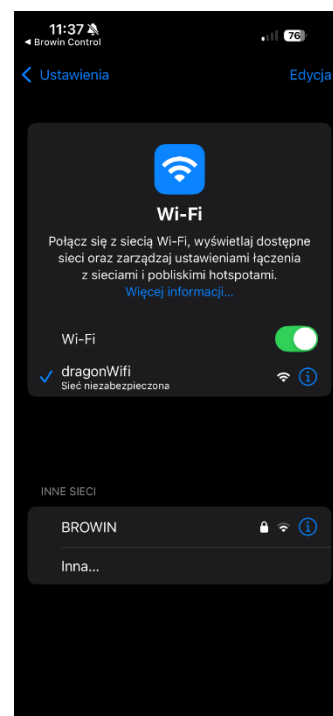 11:37
◀ Browin Control
76
Ustawienia
Edycja
Wi-Fi
Połącz się z siecią Wi-Fi, wyświetlaj dostępne
sieci oraz zarządzaj ustawieniami łączenia
z sieciami i pobliskimi hotspotami.
Więcej informacji...
Wi-Fi
dragonWifi
Sieć niezabezpieczona
INNE SIECI
BROWIN
Inna...